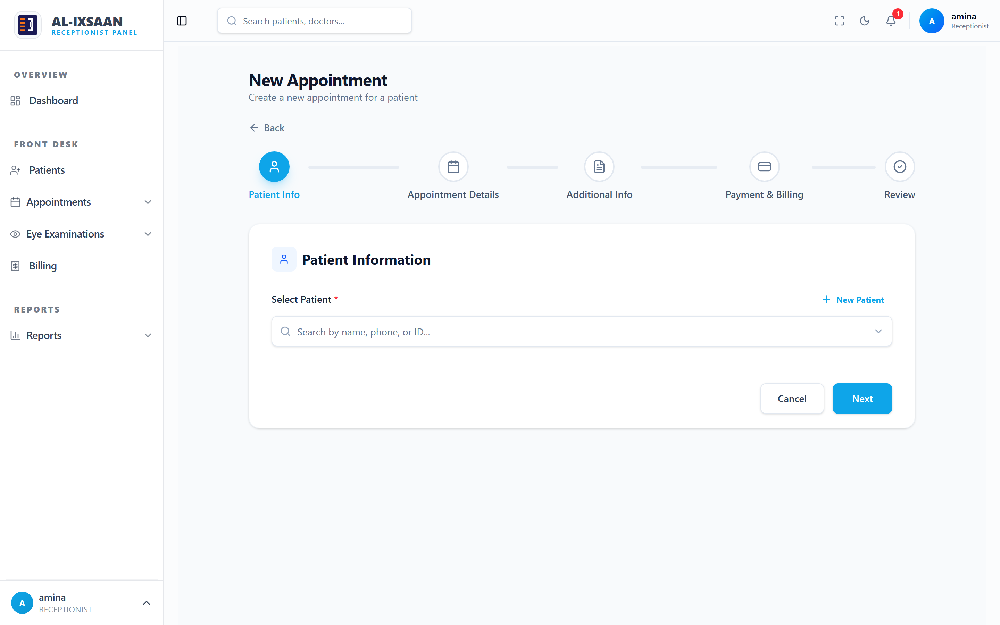 AL-IXSAAN
RECEPTIONIST PANEL
Search patients, doctors...
1
A
amina
Receptionist
OVERVIEW
Dashboard
FRONT DESK
Patients
Appointments
Eye Examinations
Billing
REPORTS
Reports
A
amina
RECEPTIONIST
New Appointment
Create a new appointment for a patient
Back
Patient Info
Appointment Details
Additional Info
Payment & Billing
Review
Patient Information
Select Patient *
New Patient
Search by name, phone, or ID...
Cancel
Next